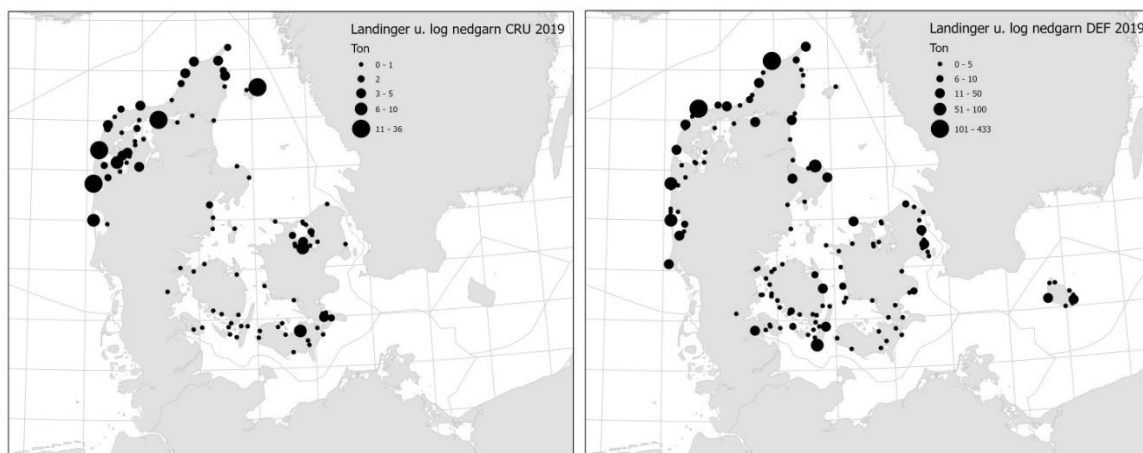 Landinger u. log nedgarn CRU 2019
Ton
0 - 1
2
3 - 5
6 - 10
11 - 36
Landinger u. log nedgarn DEF 2019
Ton
0 - 5
6 - 10
11 - 50
51 - 100
101 - 433